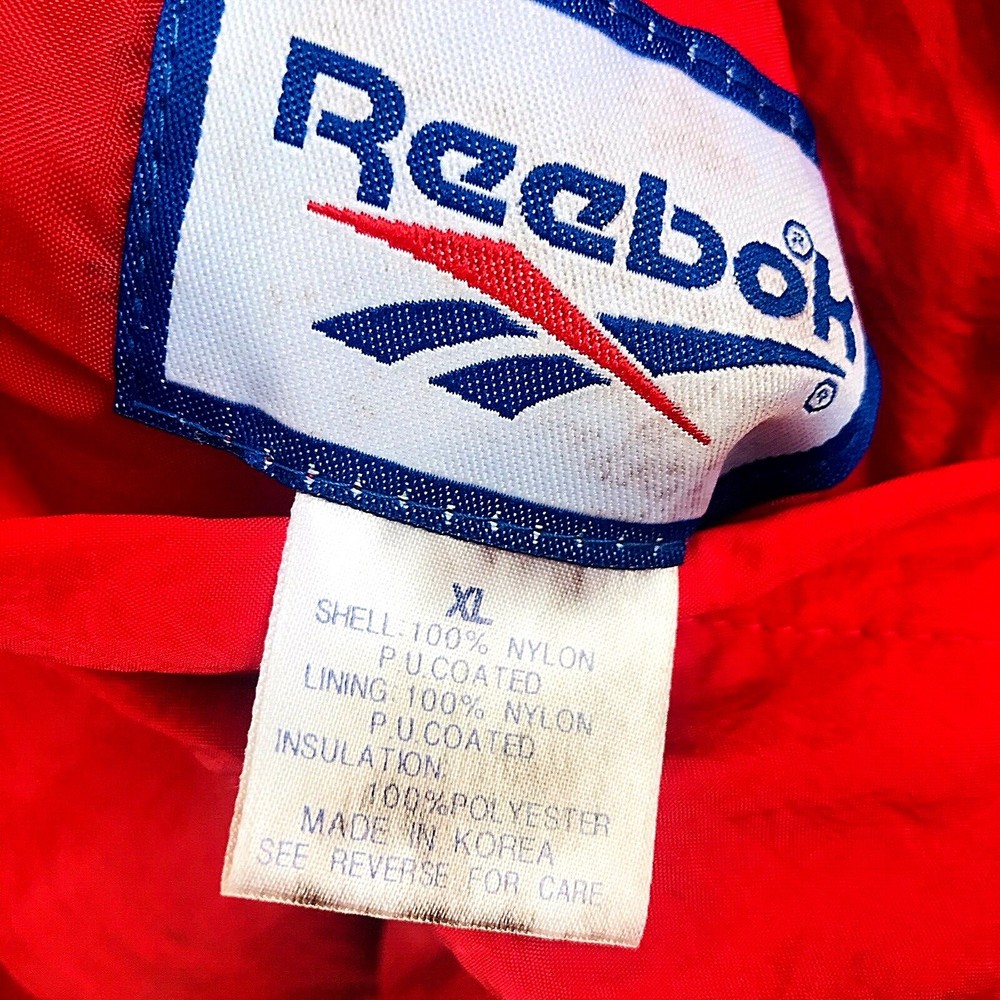 Reebok®
®
XL
SHELL:100% NYLON
P.U.COATED
LINING:100% NYLON
P.U.COATED
INSULATION:
100%POLYESTER
MADE IN KOREA
SEE REVERSE FOR CARE